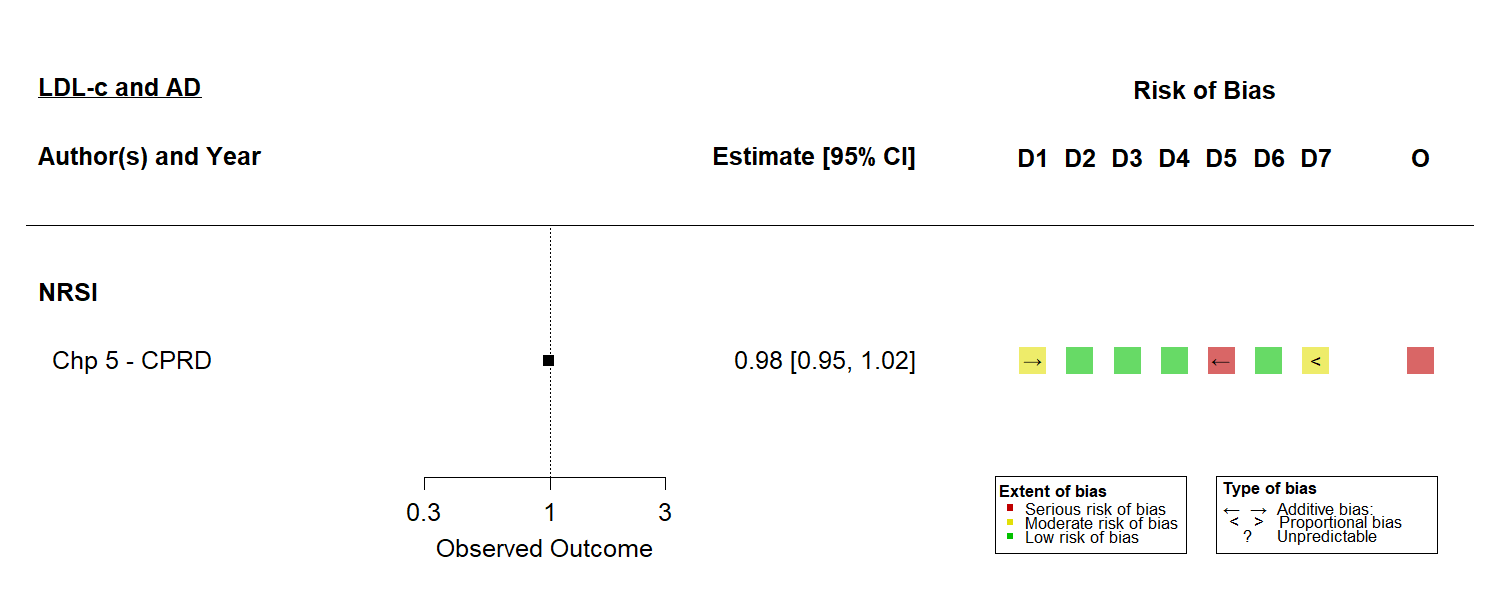 LDL-c and AD
Risk of Bias
Author(s) and Year Estimate [95% CI] D1 D2 D3 D4 D5 D6 D7 O
NRSI
Chp 5 - CPRD 0.98 [0.95, 1.02] → ← <
0.3 1 3
Observed Outcome
Extent of bias
Serious risk of bias
Moderate risk of bias
Low risk of bias
Type of bias
← → Additive bias:
< > Proportional bias
? Unpredictable